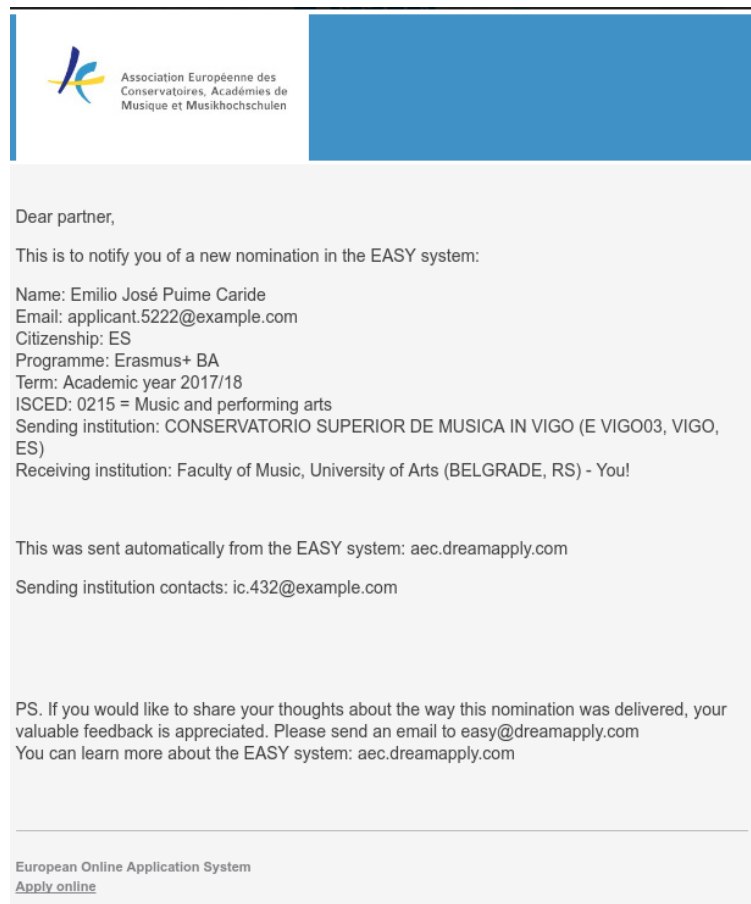 Association Européenne des
Conservatoires, Académies de
Musique et Musikhochschulen
Dear partner,
This is to notify you of a new nomination in the EASY system:
Name: Emilio José Puime Caride
Email: applicant.5222@example.com
Citizenship: ES
Programme: Erasmus+ BA
Term: Academic year 2017/18
ISCED: 0215 = Music and performing arts
Sending institution: CONSERVATORIO SUPERIOR DE MUSICA IN VIGO (E VIGO03, VIGO,
ES)
Receiving institution: Faculty of Music, University of Arts (BELGRADE, RS) - You!
This was sent automatically from the EASY system: aec.dreamapply.com
Sending institution contacts: ic.432@example.com
PS. If you would like to share your thoughts about the way this nomination was delivered, your
valuable feedback is appreciated. Please send an email to easy@dreamapply.com
You can learn more about the EASY system: aec.dreamapply.com
European Online Application System
Apply online